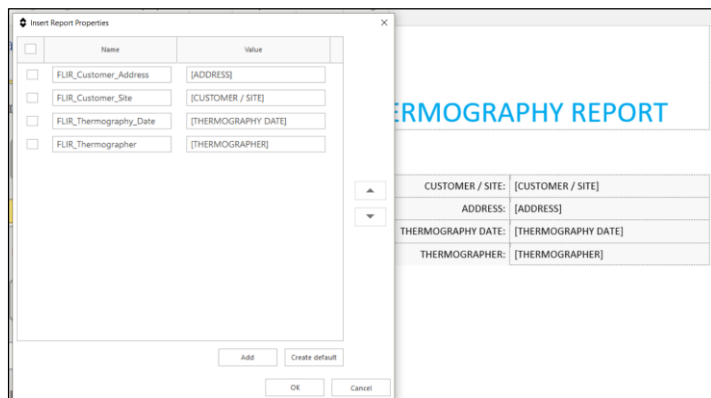 Insert Report Properties
Name Value
FLIR_Customer_Address [ADDRESS]
FLIR_Customer_Site [CUSTOMER / SITE]
FLIR_Thermography_Date [THERMOGRAPHY DATE]
FLIR_Thermographer [THERMOGRAPHER]
Add Create default
OK Cancel
ERMOGRAPHY REPORT
CUSTOMER / SITE: [CUSTOMER / SITE]
ADDRESS: [ADDRESS]
THERMOGRAPHY DATE: [THERMOGRAPHY DATE]
THERMOGRAPHER: [THERMOGRAPHER]